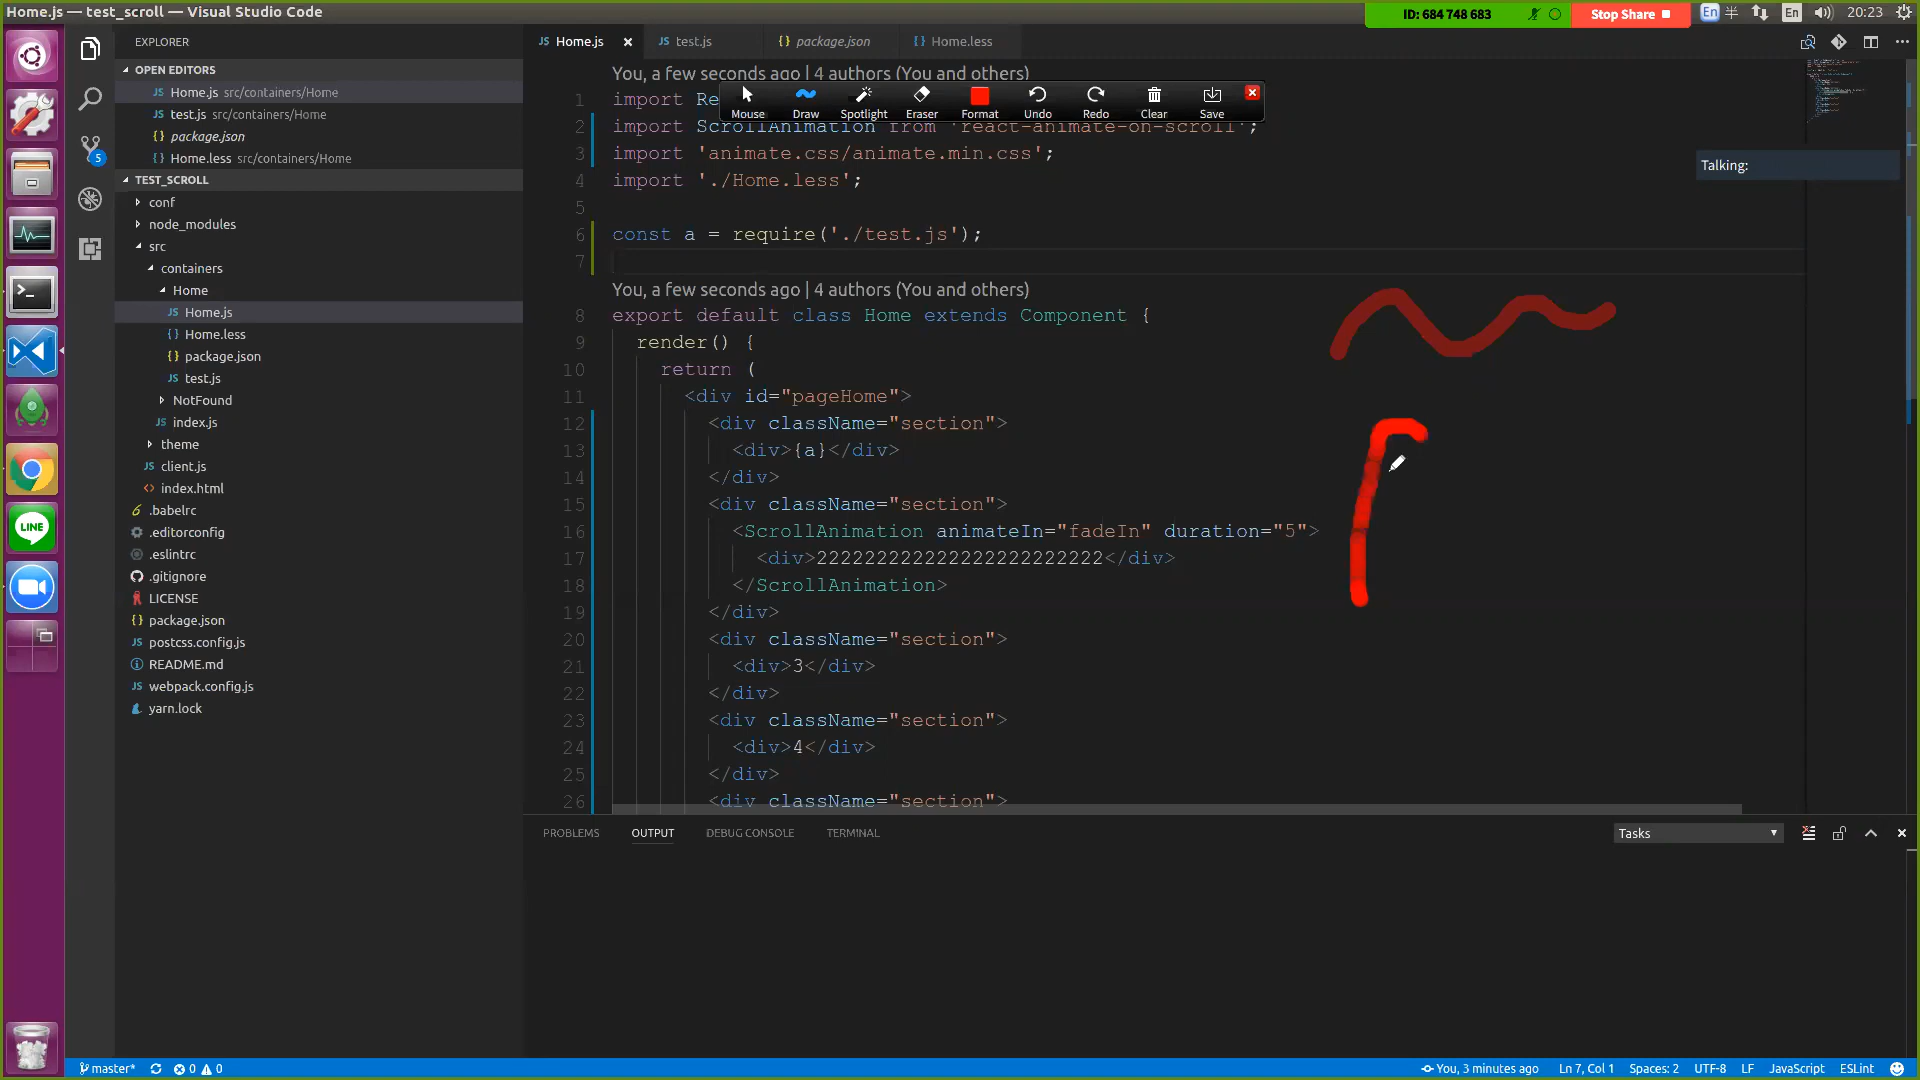 Home.js — test_scroll — Visual Studio Code
ID: 684 748 683
Stop Share
En
半
En
20:23
EXPLORER
OPEN EDITORS
Home.js src/containers/Home
test.js src/containers/Home
package.json
Home.less src/containers/Home
TEST_SCROLL
conf
node_modules
src
containers
Home
Home.js
Home.less
package.json
test.js
NotFound
index.js
theme
client.js
index.html
.babelrc
.editorconfig
.eslintrc
.gitignore
LICENSE
package.json
postcss.config.js
README.md
webpack.config.js
yarn.lock
5
LINE
JS Home.js
JS test.js
{} package.json
{} Home.less
Mouse Draw Spotlight Eraser Format Undo Redo Clear Save
Talking:
You, a few seconds ago | 4 authors (You and others)
1 import Re
2 import ScrollAnimation from 'react-animate-on-scroll';
3 import 'animate.css/animate.min.css';
4 import './Home.less';
5
6 const a = require('./test.js');
7
You, a few seconds ago | 4 authors (You and others)
8 export default class Home extends Component {
9 render() {
10 return (
11 <div id="pageHome">
12 <div className="section">
13 <div>{a}</div>
14 </div>
15 <div className="section">
16 <ScrollAnimation animateIn="fadeIn" duration="5">
17 <div>222222222222222222222222</div>
18 </ScrollAnimation>
19 </div>
20 <div className="section">
21 <div>3</div>
22 </div>
23 <div className="section">
24 <div>4</div>
25 </div>
26 <div className="section">
PROBLEMS OUTPUT DEBUG CONSOLE TERMINAL
Tasks
master* 0 0
You, 3 minutes ago Ln 7, Col 1 Spaces: 2 UTF-8 LF JavaScript ESLint